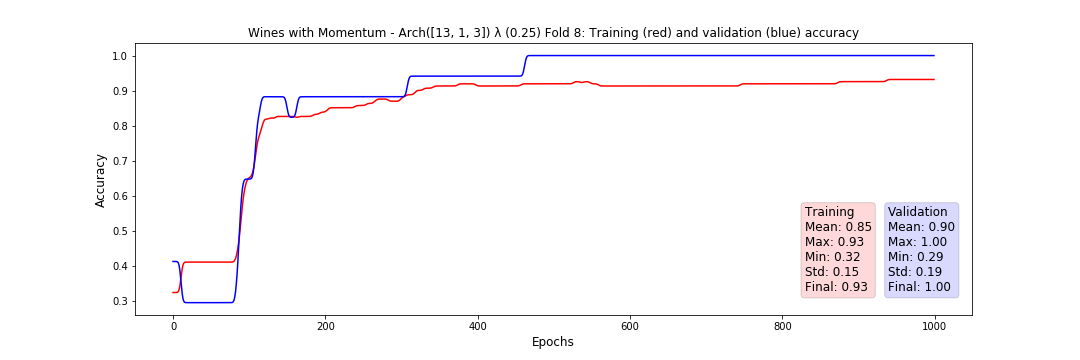 Wines with Momentum - Arch([13, 1, 3]) λ (0.25) Fold 8: Training (red) and validation (blue) accuracy
Accuracy
1.0
0.9
0.8
0.7
0.6
0.5
0.4
0.3
Training
Mean: 0.85
Max: 0.93
Min: 0.32
Std: 0.15
Final: 0.93
Validation
Mean: 0.90
Max: 1.00
Min: 0.29
Std: 0.19
Final: 1.00
0 200 400 600 800 1000
Epochs